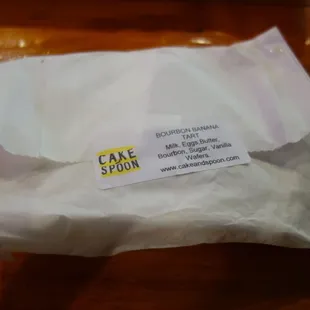 CAKE
SPOON
BOURBON BANANA
TART
Milk, Eggs,Butter,
Bourbon, Sugar, Vanilla
Wafers.
www.cakeandspoon.com